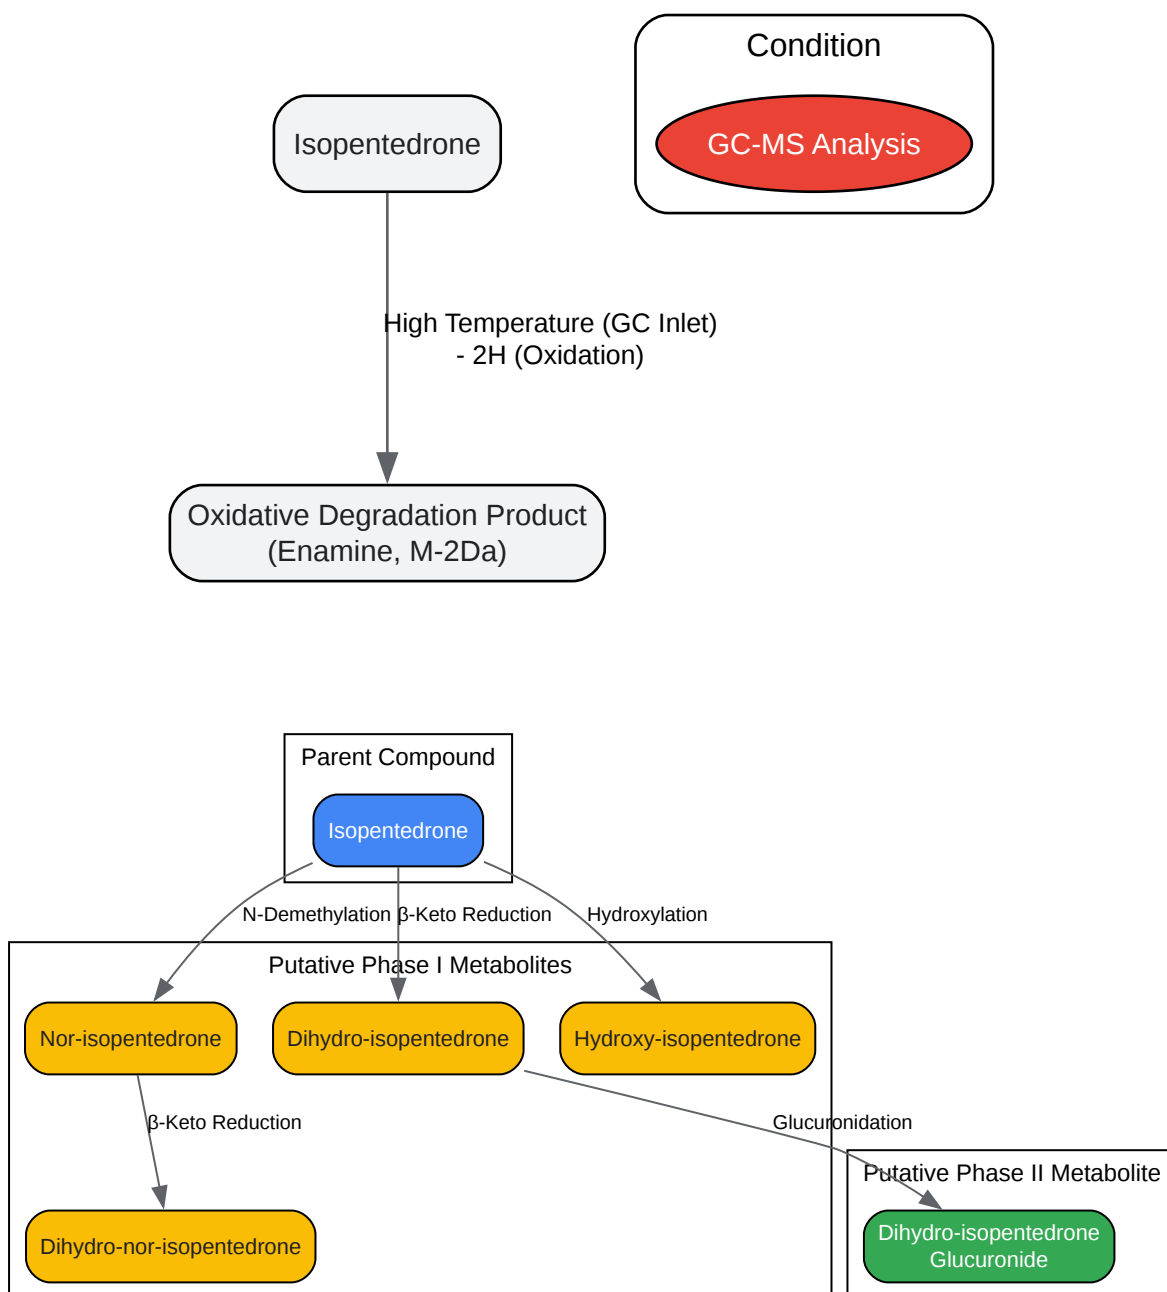 Condition
Isopentedrone
GC-MS Analysis
High Temperature (GC Inlet)
- 2H (Oxidation)
Oxidative Degradation Product
(Enamine, M-2Da)
Parent Compound
Isopentedrone
N-Demethylation
β-Keto Reduction
Hydroxylation
Putative Phase I Metabolites
Nor-isopentedrone
Dihydro-isopentedrone
Hydroxy-isopentedrone
β-Keto Reduction
Glucuronidation
Putative Phase II Metabolite
Dihydro-nor-isopentedrone
Dihydro-isopentedrone
Glucuronide